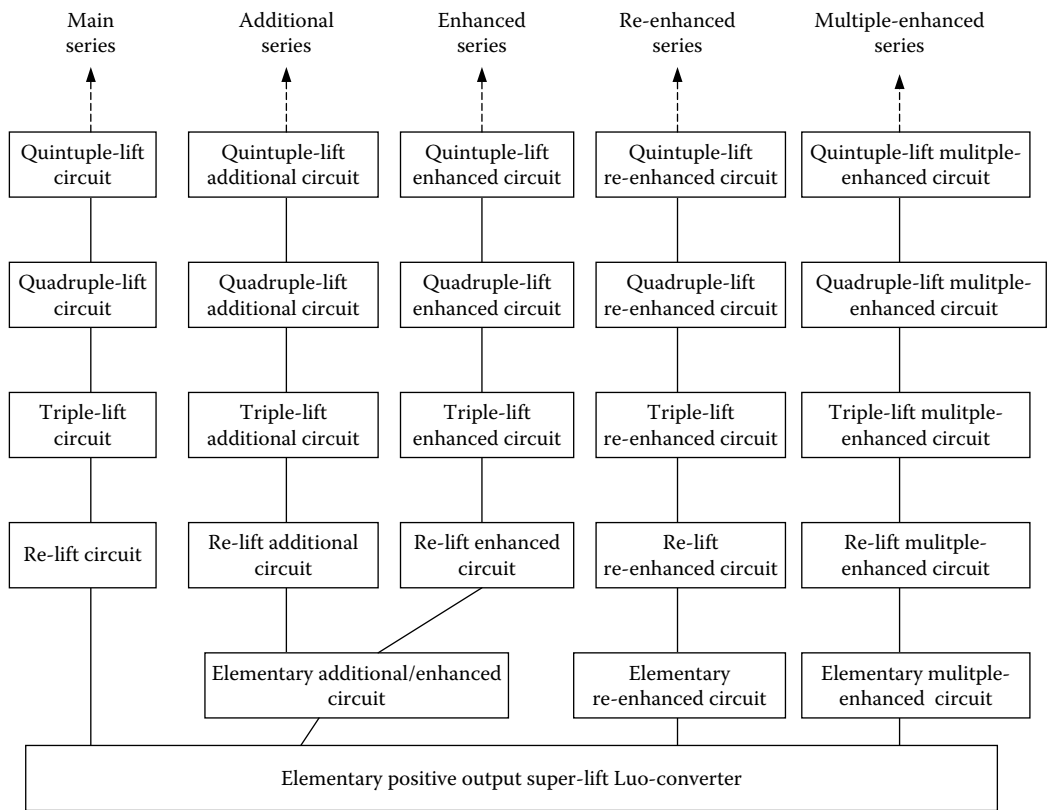 Main
series
Additional
series
Enhanced
series
Re-enhanced
series
Multiple-enhanced
series
Quintuple-lift
circuit
Quintuple-lift
additional circuit
Quintuple-lift
enhanced circuit
Quintuple-lift
re-enhanced circuit
Quintuple-lift mulitple-
enhanced circuit
Quadruple-lift
circuit
Quadruple-lift
additional circuit
Quadruple-lift
enhanced circuit
Quadruple-lift
re-enhanced circuit
Quadruple-lift mulitple-
enhanced circuit
Triple-lift
circuit
Triple-lift
additional circuit
Triple-lift
enhanced circuit
Triple-lift
re-enhanced circuit
Triple-lift mulitple-
enhanced circuit
Re-lift circuit
Re-lift additional
circuit
Re-lift enhanced
circuit
Re-lift
re-enhanced circuit
Re-lift mulitple-
enhanced circuit
Elementary additional/enhanced
circuit
Elementary
re-enhanced circuit
Elementary mulitple-
enhanced circuit
Elementary positive output super-lift Luo-converter